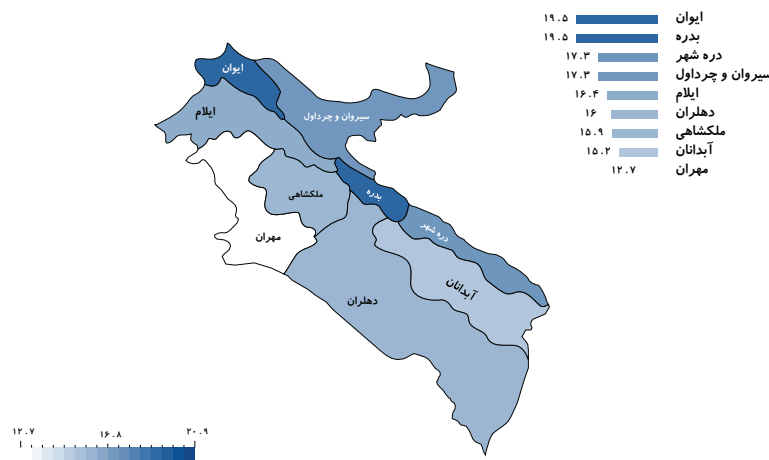 ایوان ۱۹.۵
بدره ۱۹.۵
دره شهر ۱۷.۳
سیروان و چرداول ۱۷.۳
ایلام ۱۶.۴
دهلران ۱۶
ملکشاهی ۱۵.۹
آبدانان ۱۵.۲
مهران ۱۲.۷
ایوان
ایلام
سیروان و چرداول
ملکشاهی
بدره
مهران
دره شهر
آبدانان
دهلران
۱۲.۷ ۱۶.۸ ۲۰.۹